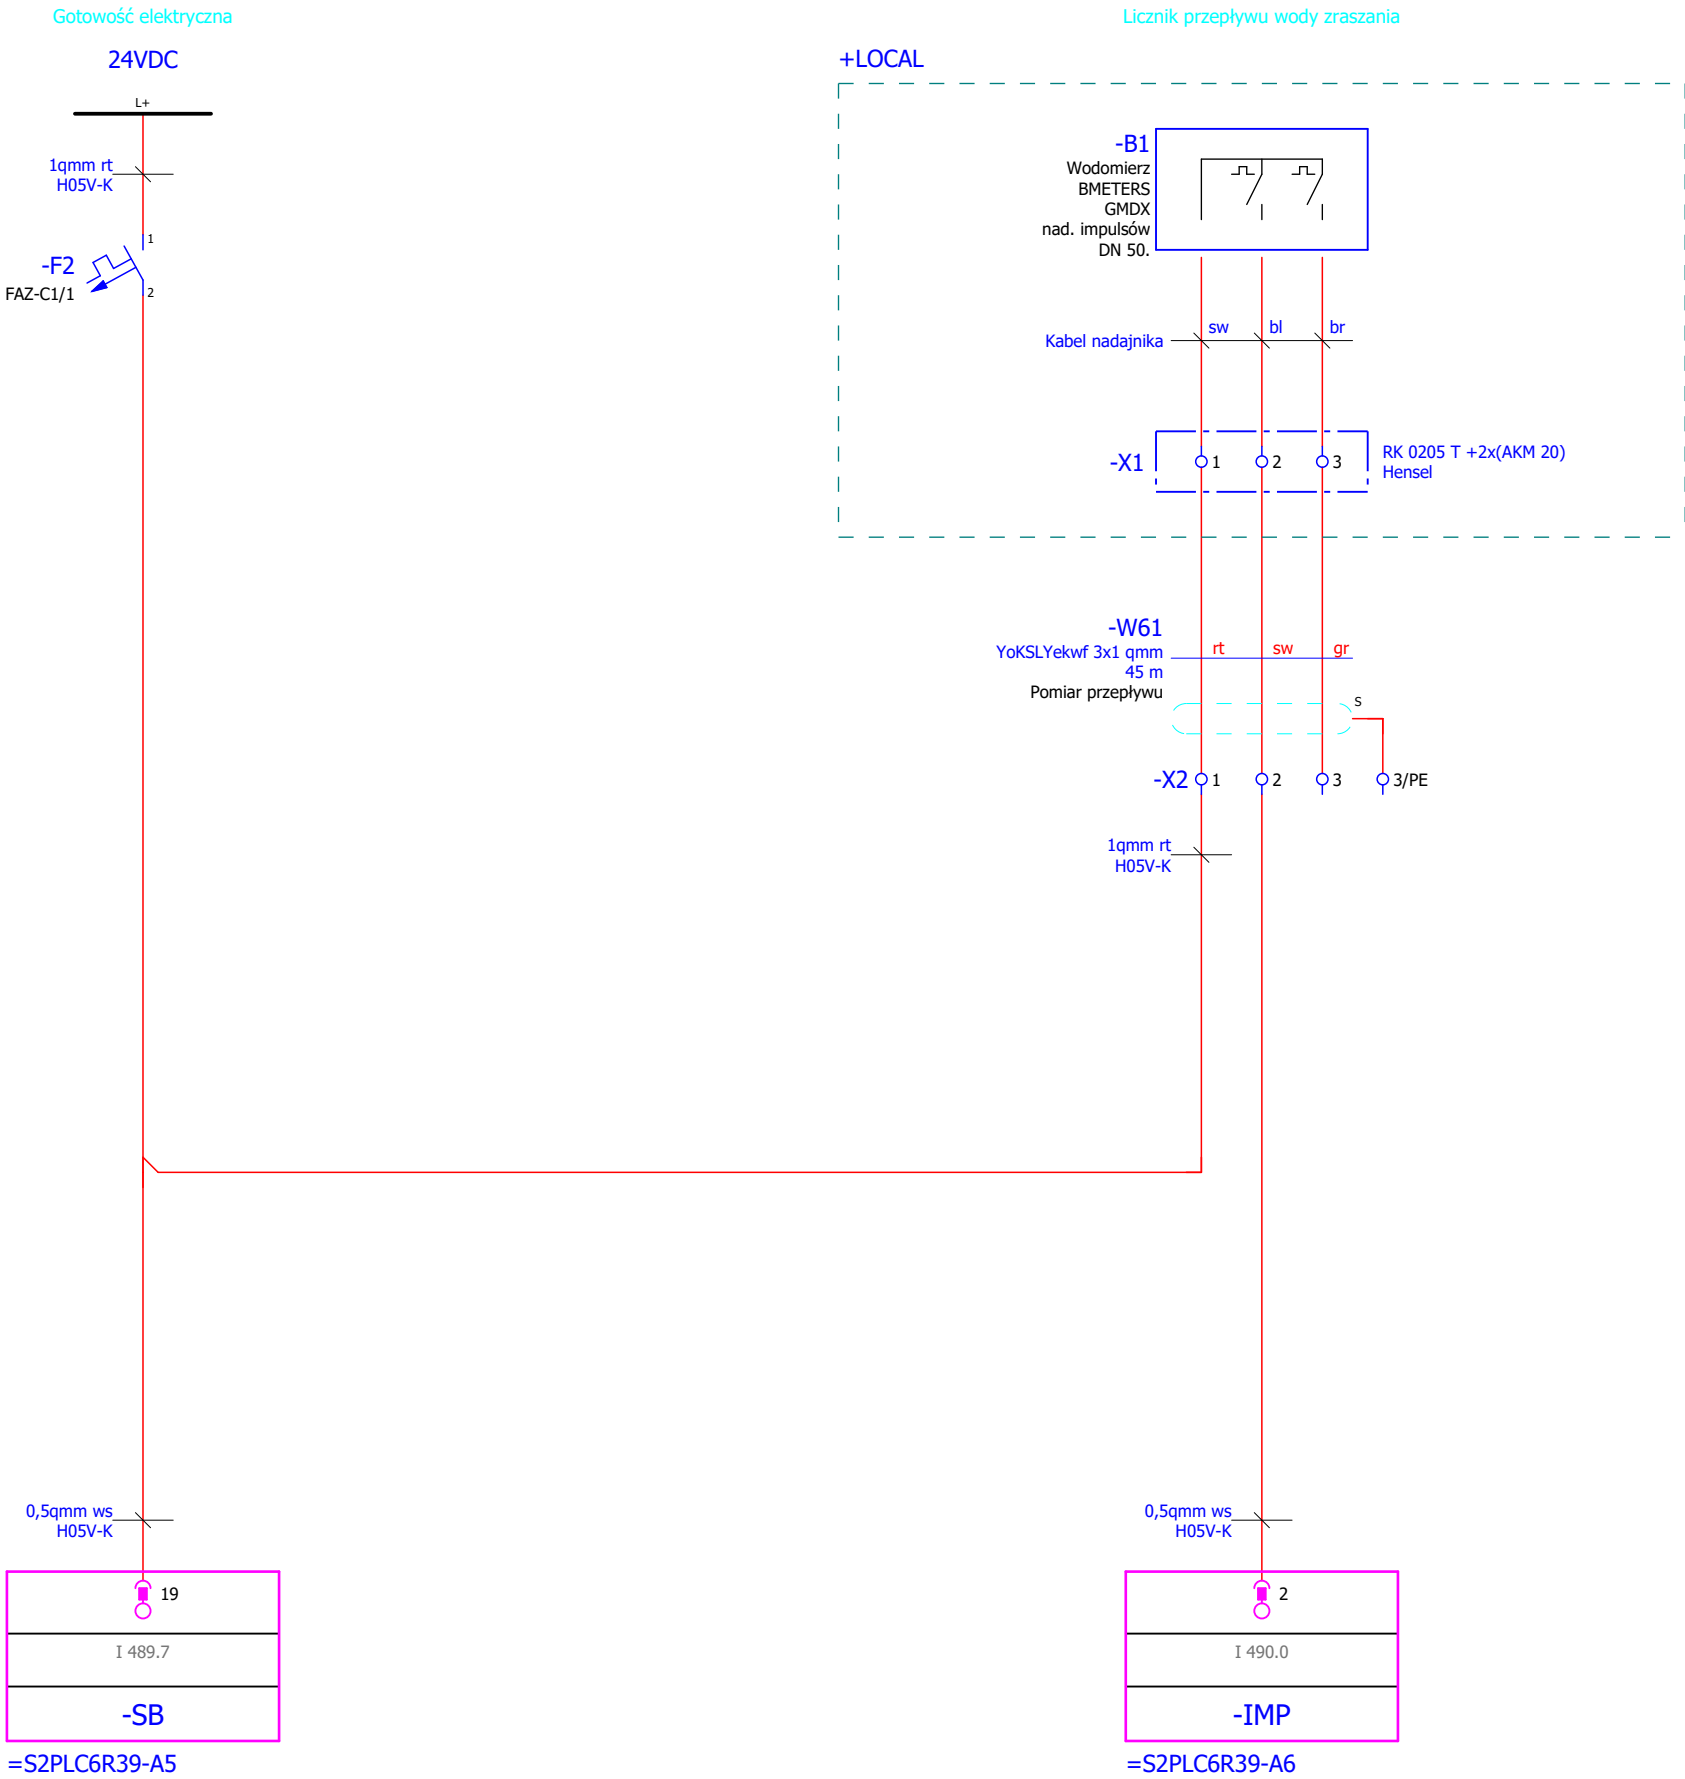 Gotowość elektryczna
24VDC
L+
1qmm rt
H05V-K
1
-F2
FAZ-C1/1
2
0,5qmm ws
H05V-K
19
I 489.7
-SB
=S2PLC6R39-A5
Licznik przepływu wody zraszania
+LOCAL
-B1
Wodomierz
BMETERS
GMDX
nad. impulsów
DN 50.
Kabel nadajnika
sw bl br
-X1
1 2 3
RK 0205 T +2x(AKM 20)
Hensel
-W61
YoKSLYekwf 3x1 qmm
45 m
Pomiar przepływu
rt sw gr
s
-X2 1 2 3 3/PE
1qmm rt
H05V-K
0,5qmm ws
H05V-K
2
I 490.0
-IMP
=S2PLC6R39-A6